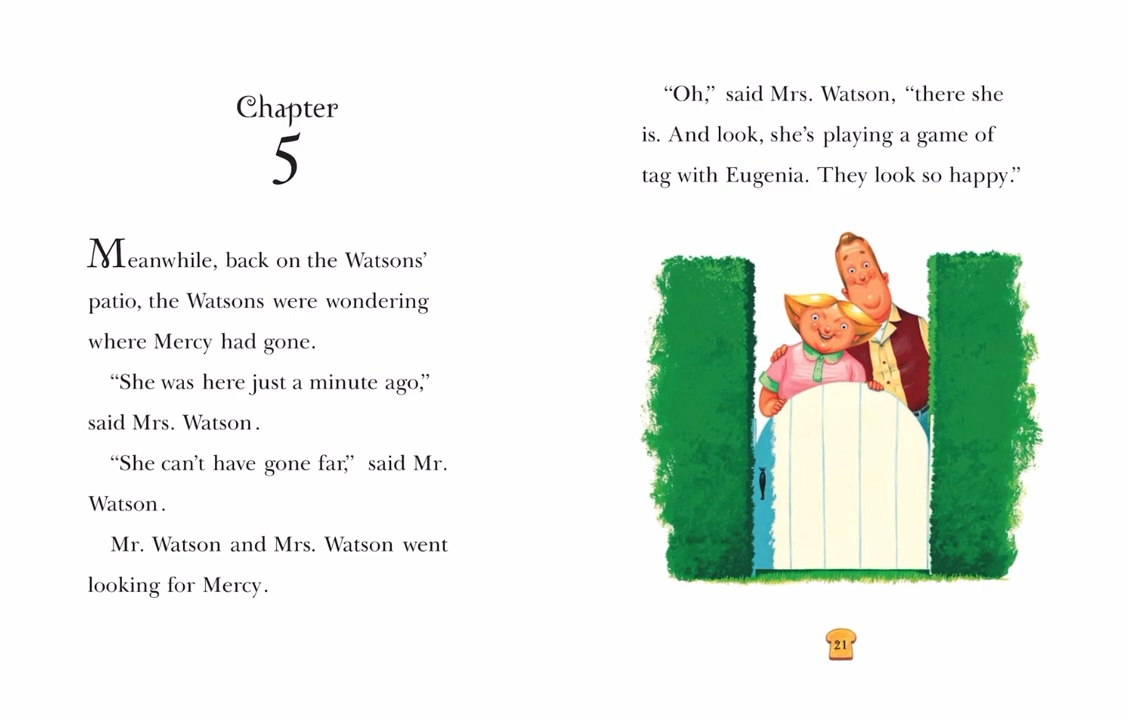 Chapter
5
Meanwhile, back on the Watsons’
patio, the Watsons were wondering
where Mercy had gone.
“She was here just a minute ago,”
said Mrs. Watson.
“She can’t have gone far,” said Mr.
Watson.
Mr. Watson and Mrs. Watson went
looking for Mercy.
“Oh,” said Mrs. Watson, “there she
is. And look, she’s playing a game of
tag with Eugenia. They look so happy.”
21